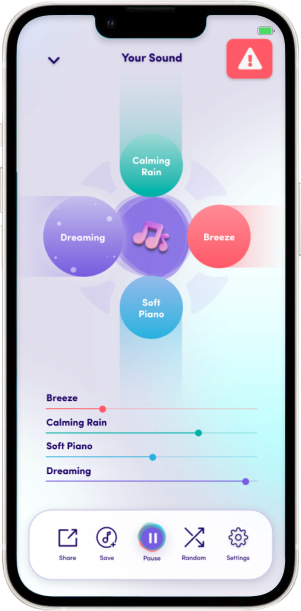 Your Sound
Calming
Rain
Dreaming
Breeze
Soft
Piano
Breeze
Calming Rain
Soft Piano
Dreaming
Share
Save
Pause
Random
Settings